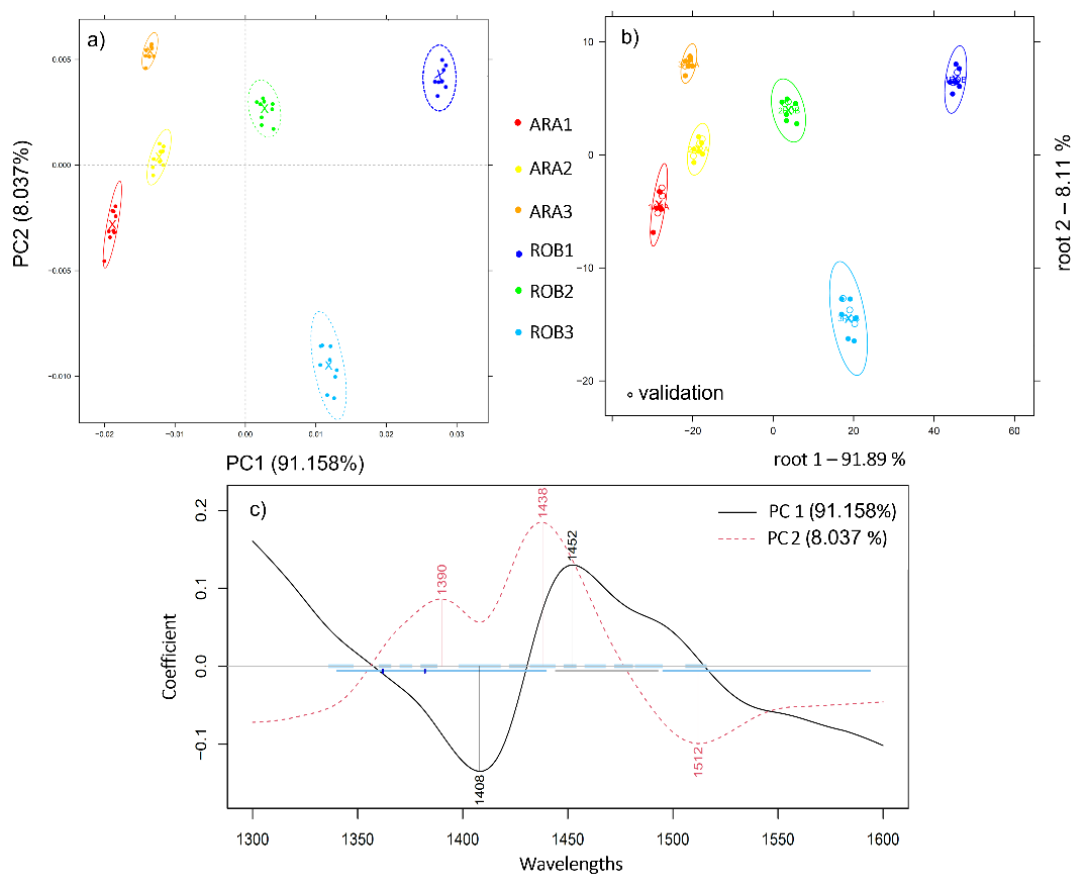 a)
0.005
0.000
-0.005
-0.010
PC2 (8.037%)
-0.02
-0.01
0.00
0.01
0.02
0.03
PC1 (91.158%)
ARA1
ARA2
ARA3
ROB1
ROB2
ROB3
b)
10
0
-10
-20
root 2 – 8.11 %
validation
-20
0
20
40
60
root 1 – 91.89 %
c)
0.2
0.1
0.0
-0.1
Coefficient
1390
1438
1452
1408
1512
PC 1 (91.158%)
PC 2 (8.037 %)
1300
1350
1400
1450
1500
1550
1600
Wavelengths